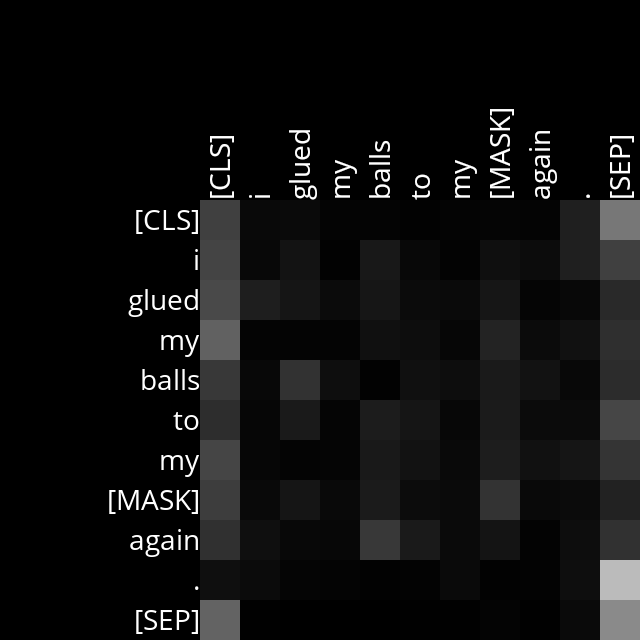 [CLS] i glued my balls to my [MASK] again . [SEP]
[CLS]
i
glued
my
balls
to
my
[MASK]
again
.
[SEP]